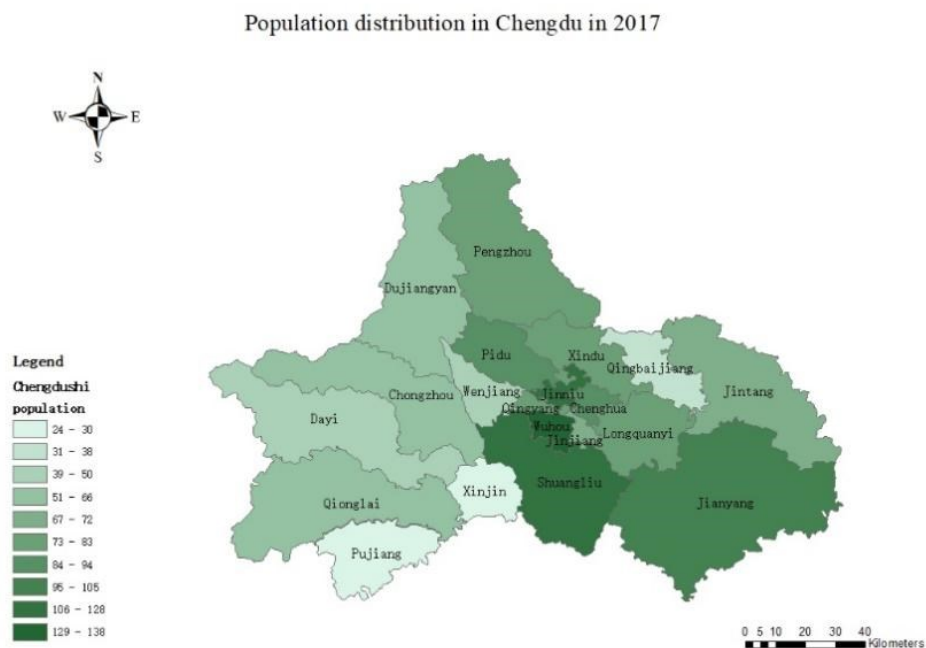 Population distribution in Chengdu in 2017
N
W E
S
Pengzhou
Dujiangyan
Pidu
Xindu
Qingbaijiang
Jintang
Wenjiang
Jinniu
Chongzhou
Qingyang
Chenghua
Dayi
Wuhou
Jinjiang
Longquanyi
Shuangliu
Xinjin
Jianyang
Qionglai
Pujiang
Legend
Chengdushi
population
24 - 30
31 - 38
39 - 50
51 - 66
67 - 72
73 - 83
84 - 94
95 - 105
106 - 128
129 - 138
0 5 10 20 30 40
Kilometers